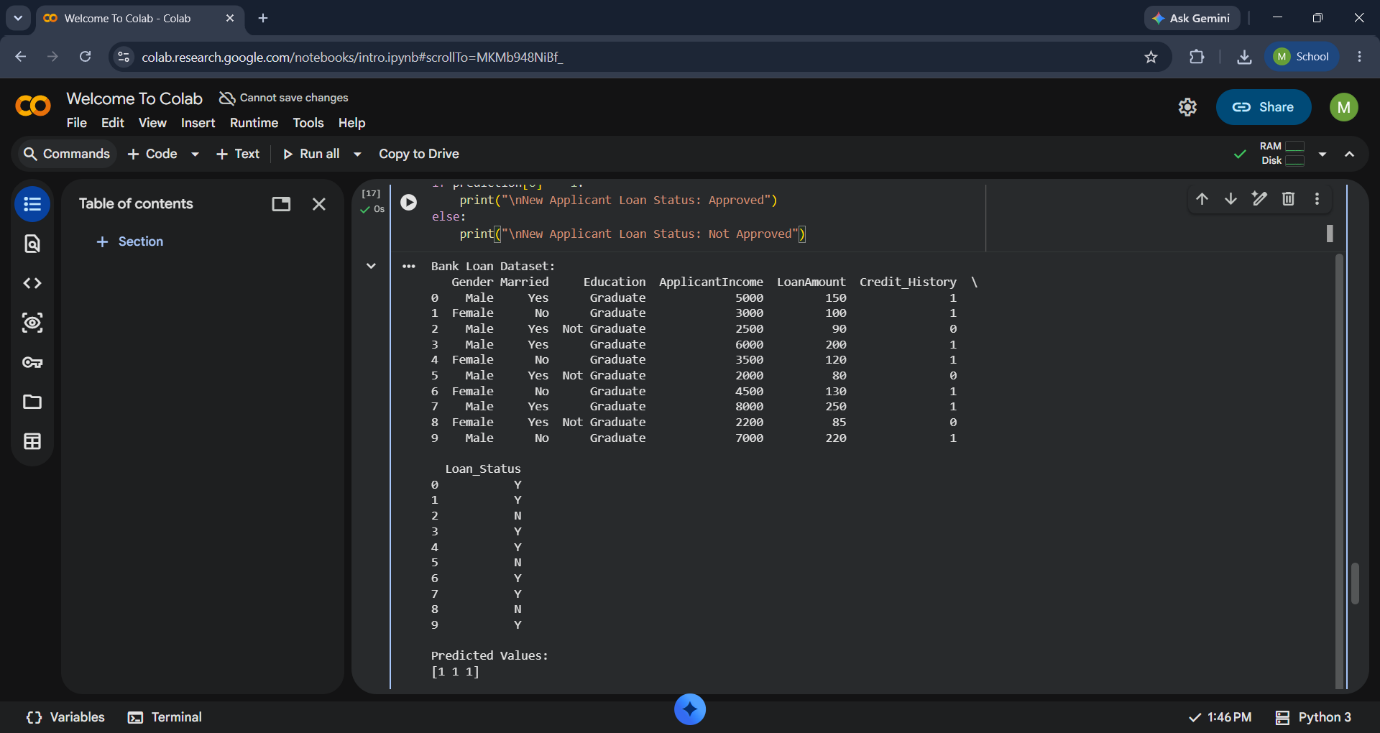 Welcome To Colab - Colab
Ask Gemini
colab.research.google.com/notebooks/intro.ipynb#scrollTo=MKMb948NiBf_
M School
Welcome To Colab Cannot save changes
File Edit View Insert Runtime Tools Help
Share
M
Commands + Code + Text Run all Copy to Drive
RAM
Disk
Table of contents
+ Section
[17]
0s
print("\nNew Applicant Loan Status: Approved")
else:
print("\nNew Applicant Loan Status: Not Approved")
Bank Loan Dataset:
Gender Married Education ApplicantIncome LoanAmount Credit_History \
0 Male Yes Graduate 5000 150 1
1 Female No Graduate 3000 100 1
2 Male Yes Not Graduate 2500 90 0
3 Male Yes Graduate 6000 200 1
4 Female No Graduate 3500 120 1
5 Male Yes Not Graduate 2000 80 0
6 Female No Graduate 4500 130 1
7 Male Yes Graduate 8000 250 1
8 Female Yes Not Graduate 2200 85 0
9 Male No Graduate 7000 220 1
Loan_Status
0 Y
1 Y
2 N
3 Y
4 Y
5 N
6 Y
7 Y
8 N
9 Y
Predicted Values:
[1 1 1]
Variables Terminal
1:46 PM Python 3